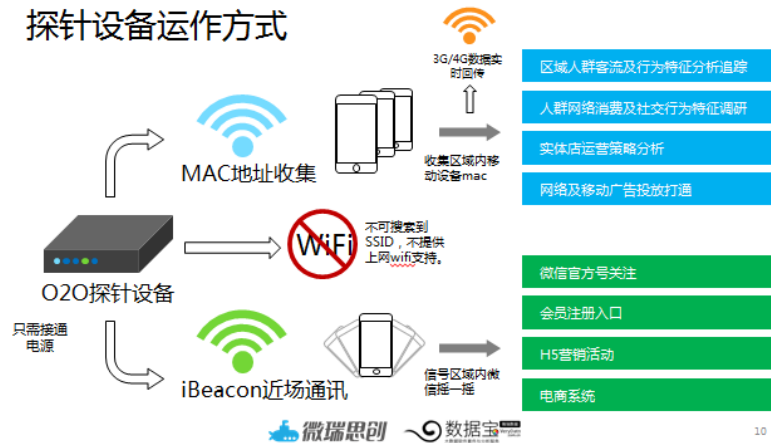 探针设备运作方式
3G/4G数据实
时回传
MAC地址收集
收集区域内移
动设备mac
区域人群客流及行为特征分析追踪
人群网络消费及社交行为特征调研
实体店运营策略分析
网络及移动广告投放打通
O2O探针设备
只需接通
电源
WiFi
不可搜索到
SSID，不提供
上网wifi支持。
iBeacon近场通讯
信号区域内微
信摇一摇
微信官方号关注
会员注册入口
H5营销活动
电商系统
微瑞思创
数据宝
10